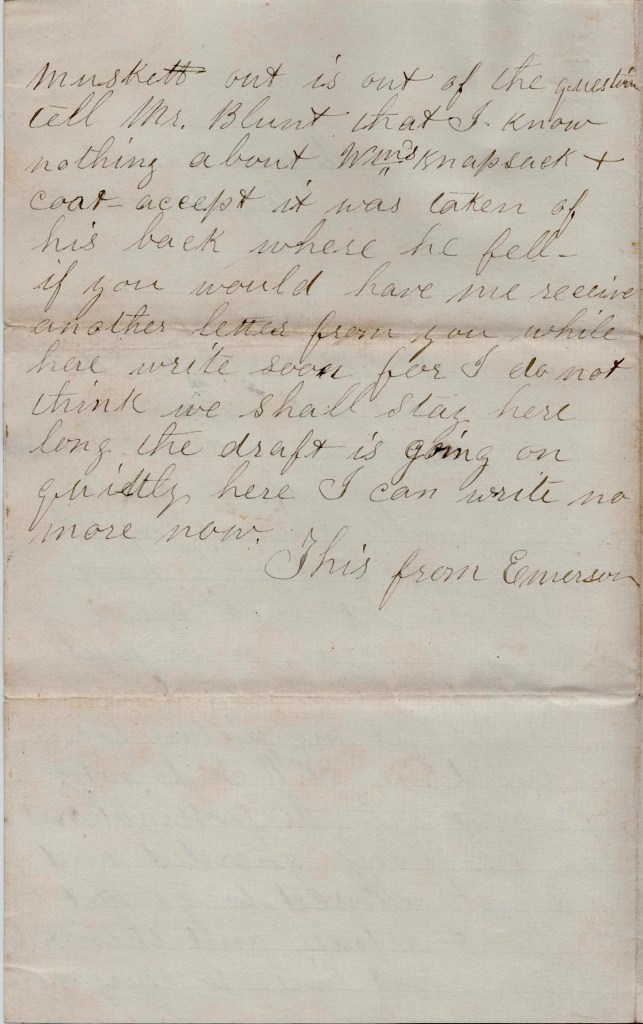 muskett out is out of the question
tell Mr. Blunt that I know
nothing about Wm's knapsack +
coat - accept it was taken of
his back where he fell -
if you would have me receive
another letter from you while
here write soon for I do not
think we shall stay here
long the draft is going on
quietly here I can write no
more now.
This from Emerson